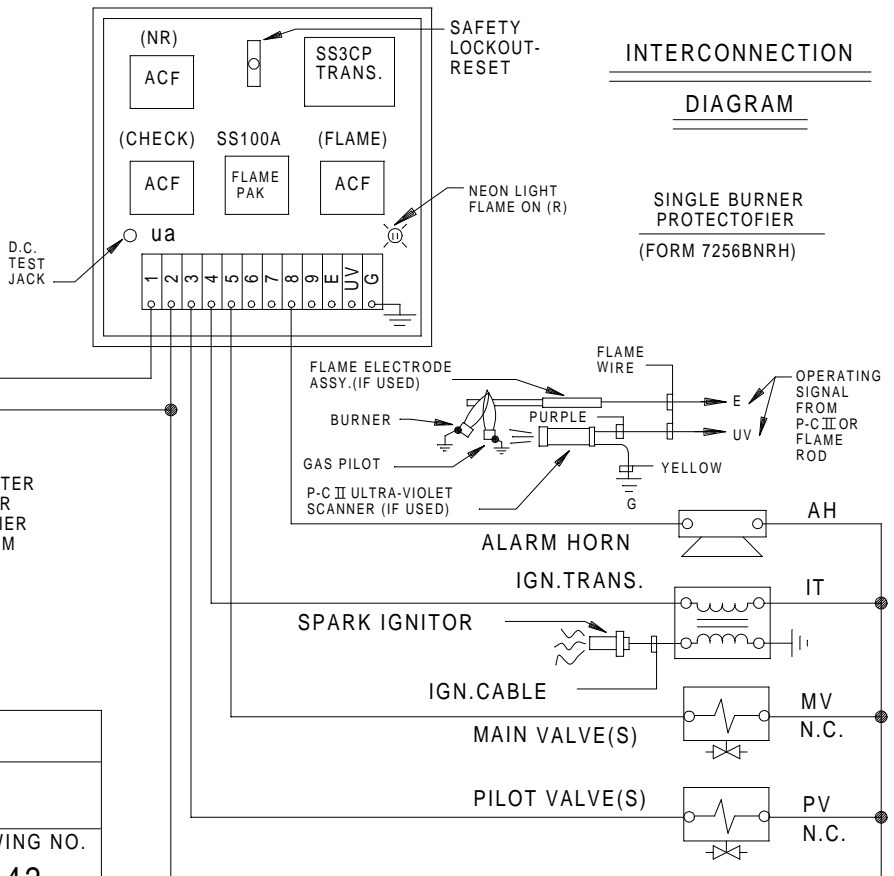 (NR)
ACF
SS3CP
TRANS.
SAFETY
LOCKOUT-
RESET
INTERCONNECTION
DIAGRAM
(CHECK)
SS100A
(FLAME)
ACF
FLAME
PAK
ACF
NEON LIGHT
FLAME ON (R)
SINGLE BURNER
PROTECTOFIER
(FORM 7256BNRH)
D.C.
TEST
JACK
ua
1 2 3 4 5 6 7 8 9 E UV G
FLAME ELECTRODE
ASSY.(IF USED)
FLAME
WIRE
BURNER
PURPLE
E
UV
OPERATING
SIGNAL
FROM
P-C II OR
FLAME
ROD
GAS PILOT
YELLOW
G
P-C II ULTRA-VIOLET
SCANNER (IF USED)
TER
R
IER
M
ALARM HORN
AH
IGN.TRANS.
IT
SPARK IGNITOR
IGN.CABLE
MAIN VALVE(S)
MV
N.C.
PILOT VALVE(S)
PV
N.C.
WING NO.